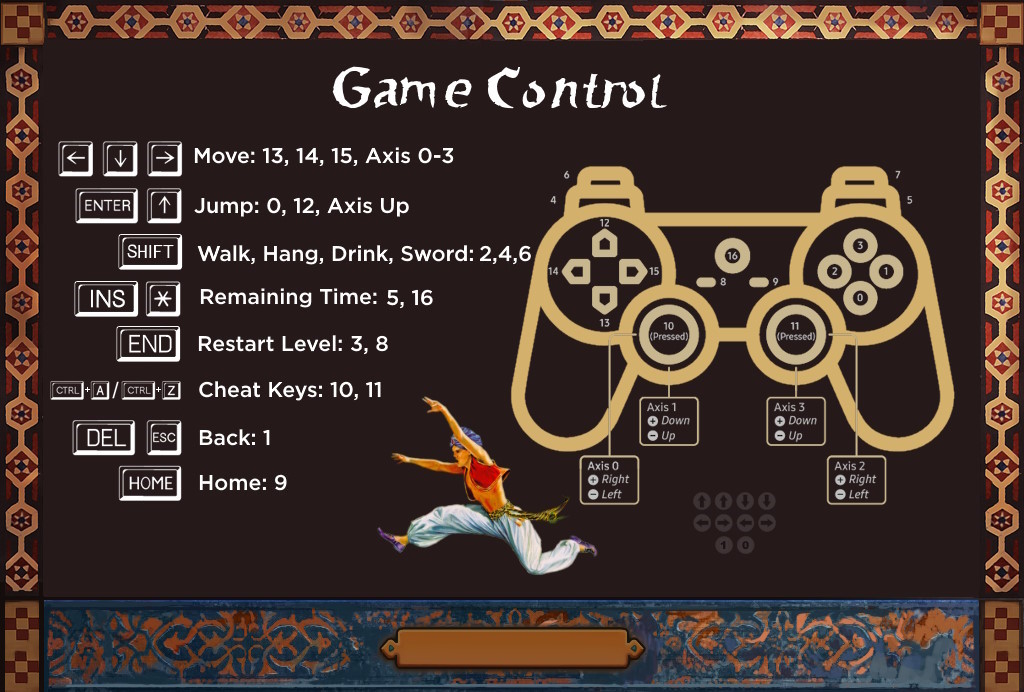 Game Control
← ↓ → Move: 13, 14, 15, Axis 0-3
ENTER ↑ Jump: 0, 12, Axis Up
SHIFT Walk, Hang, Drink, Sword: 2,4,6
INS * Remaining Time: 5, 16
END Restart Level: 3, 8
CTRL+A / CTRL+Z Cheat Keys: 10, 11
DEL ESC Back: 1
HOME Home: 9
6
7
4
5
12
14
15
13
16
8
9
3
2
1
0
10
(Pressed)
11
(Pressed)
Axis 1
+ Down
− Up
Axis 3
+ Down
− Up
Axis 0
+ Right
− Left
Axis 2
+ Right
− Left
↑ ↑ ↓ ↓
← → ← →
1 0